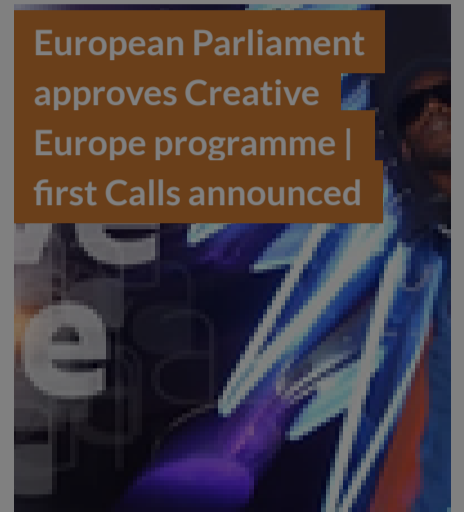 European Parliament
approves Creative
Europe programme |
first Calls announced
e
e